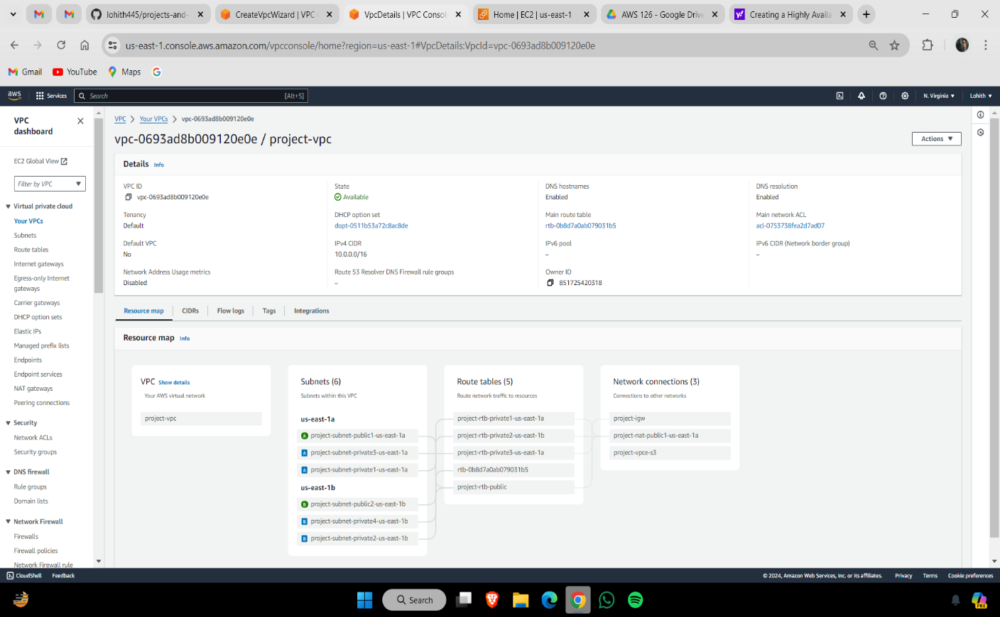 lohith445/projects-and-
CreateVpcWizard | VPC
VpcDetails | VPC Conso
Home | EC2 | us-east-1
AWS 126 - Google Drive
Creating a Highly Availa
us-east-1.console.aws.amazon.com/vpcconsole/home?region=us-east-1#VpcDetails:VpcId=vpc-0693ad8b009120e0e
Gmail YouTube Maps
aws Services Search [Alt+S] N. Virginia Lohith
VPC dashboard
EC2 Global View
Filter by VPC
Virtual private cloud
Your VPCs
Subnets
Route tables
Internet gateways
Egress-only Internet
gateways
Carrier gateways
DHCP option sets
Elastic IPs
Managed prefix lists
Endpoints
Endpoint services
NAT gateways
Peering connections
Security
Network ACLs
Security groups
DNS firewall
Rule groups
Domain lists
Network Firewall
Firewalls
Firewall policies
Network Firewall rule
VPC Your VPCs vpc-0693ad8b009120e0e
vpc-0693ad8b009120e0e / project-vpc
Actions
Details Info
VPC ID
vpc-0693ad8b009120e0e
State
Available
DNS hostnames
Enabled
DNS resolution
Enabled
Tenancy
Default
DHCP option set
dopt-0511b53a72c8ac8de
Main route table
rtb-0b8d7a0ab079031b5
Main network ACL
acl-0753738fea2d7ad07
Default VPC
No
IPv4 CIDR
10.0.0.0/16
IPv6 pool
–
IPv6 CIDR (Network border group)
–
Network Address Usage metrics
Disabled
Route 53 Resolver DNS Firewall rule groups
–
Owner ID
851725420318
Resource map CIDRs Flow logs Tags Integrations
Resource map Info
VPC Show details
Your AWS virtual network
project-vpc
Subnets (6)
Subnets within this VPC
us-east-1a
A project-subnet-public1-us-east-1a
A project-subnet-private3-us-east-1a
A project-subnet-private1-us-east-1a
us-east-1b
B project-subnet-public2-us-east-1b
B project-subnet-private4-us-east-1b
B project-subnet-private2-us-east-1b
Route tables (5)
Route network traffic to resources
project-rtb-private1-us-east-1a
project-rtb-private2-us-east-1b
project-rtb-private3-us-east-1a
rtb-0b8d7a0ab079031b5
project-rtb-public
Network connections (3)
Connections to other networks
project-igw
project-nat-public1-us-east-1a
project-vpce-s3
CloudShell Feedback © 2024, Amazon Web Services, Inc. or its affiliates. Privacy Terms Cookie preferences
Search
PRE